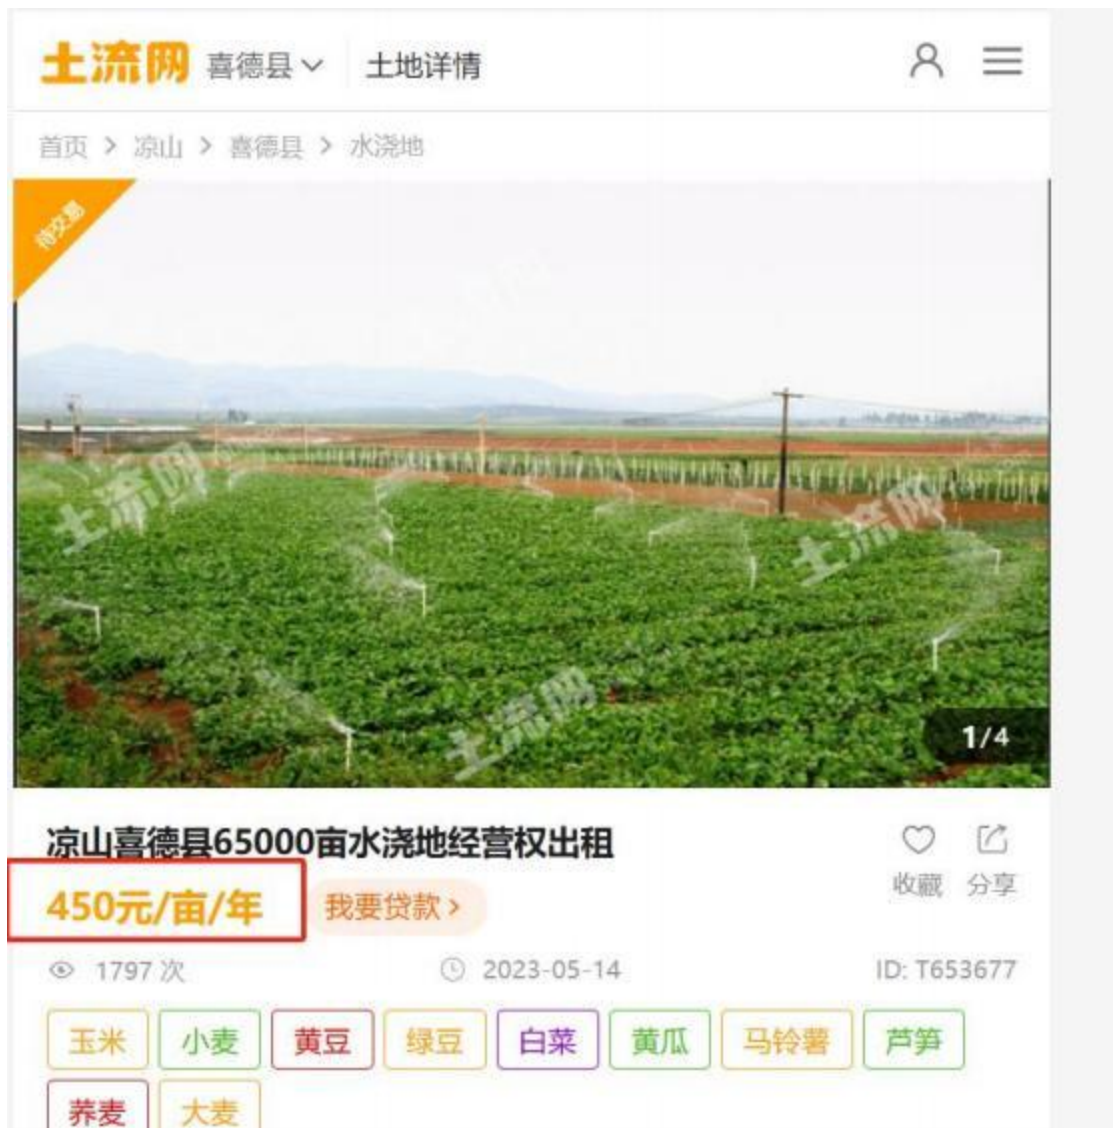 土流网 喜德县 土地详情
首页 > 凉山 > 喜德县 > 水浇地
待交易
土流网
土流网
土流网
1/4
凉山喜德县65000亩水浇地经营权出租
450元/亩/年 我要贷款 >
收藏 分享
1797 次 2023-05-14 ID: T653677
玉米 小麦 黄豆 绿豆 白菜 黄瓜 马铃薯 芦笋
荞麦 大麦